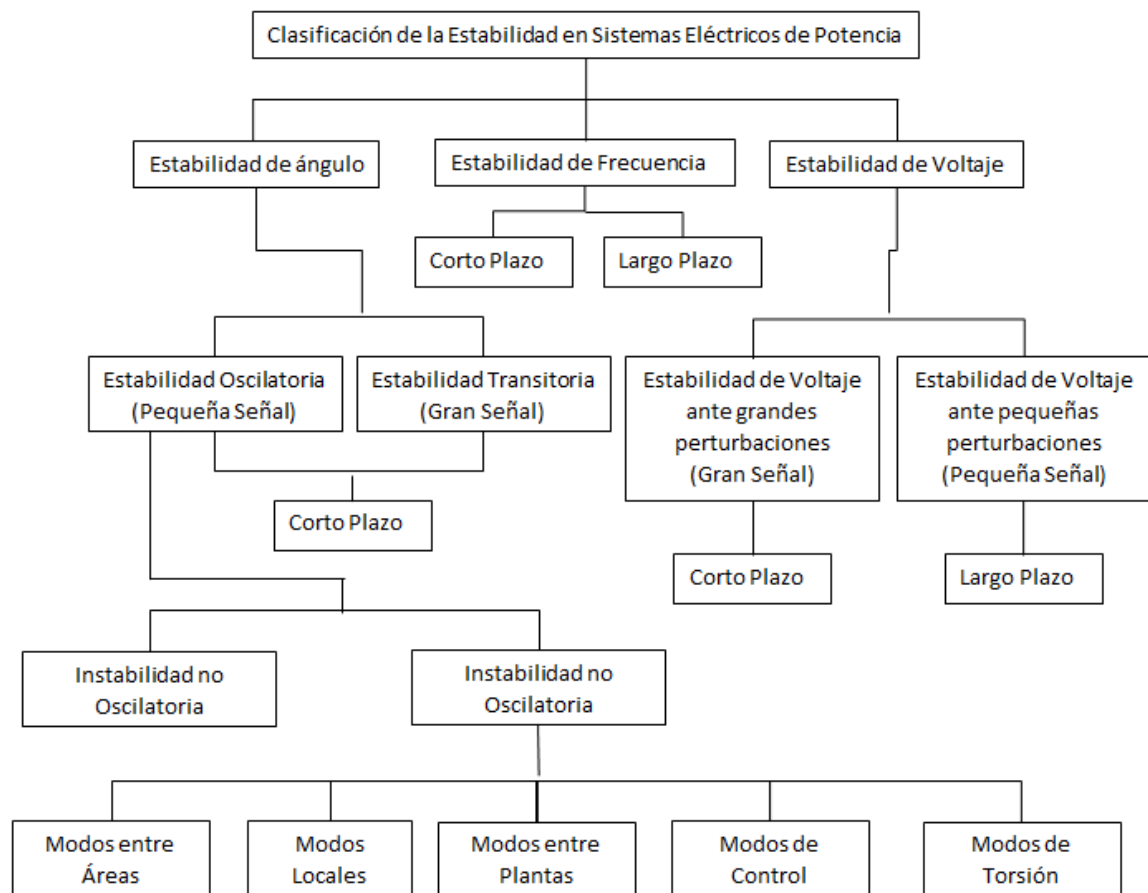 Clasificación de la Estabilidad en Sistemas Eléctricos de Potencia
Estabilidad de ángulo
Estabilidad de Frecuencia
Estabilidad de Voltaje
Corto Plazo
Largo Plazo
Estabilidad Oscilatoria
(Pequeña Señal)
Estabilidad Transitoria
(Gran Señal)
Estabilidad de Voltaje
ante grandes
perturbaciones
(Gran Señal)
Estabilidad de Voltaje
ante pequeñas
perturbaciones
(Pequeña Señal)
Corto Plazo
Corto Plazo
Largo Plazo
Instabilidad no
Oscilatoria
Instabilidad no
Oscilatoria
Modos entre
Áreas
Modos
Locales
Modos entre
Plantas
Modos de
Control
Modos de
Torsión